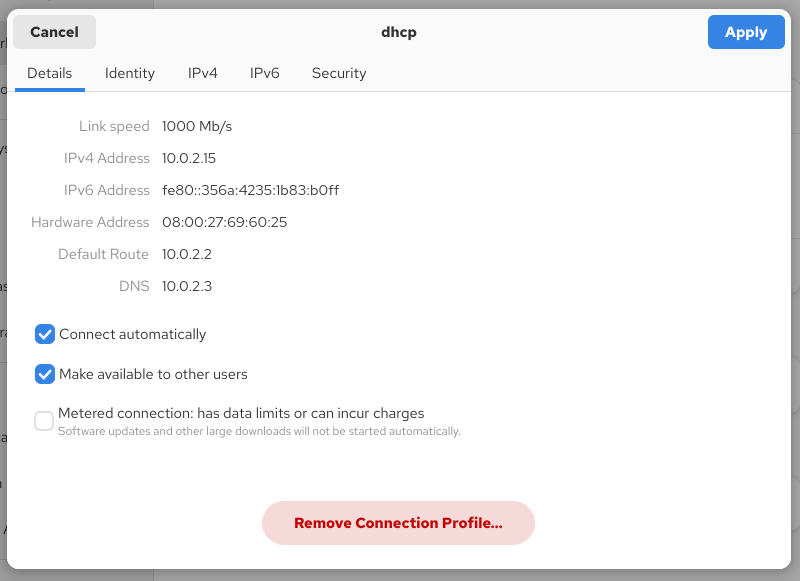 Cancel dhcp Apply
Details Identity IPv4 IPv6 Security
Link speed 1000 Mb/s
IPv4 Address 10.0.2.15
IPv6 Address fe80::356a:4235:1b83:b0ff
Hardware Address 08:00:27:69:60:25
Default Route 10.0.2.2
DNS 10.0.2.3
Connect automatically
Make available to other users
Metered connection: has data limits or can incur charges
Software updates and other large downloads will not be started automatically.
Remove Connection Profile...